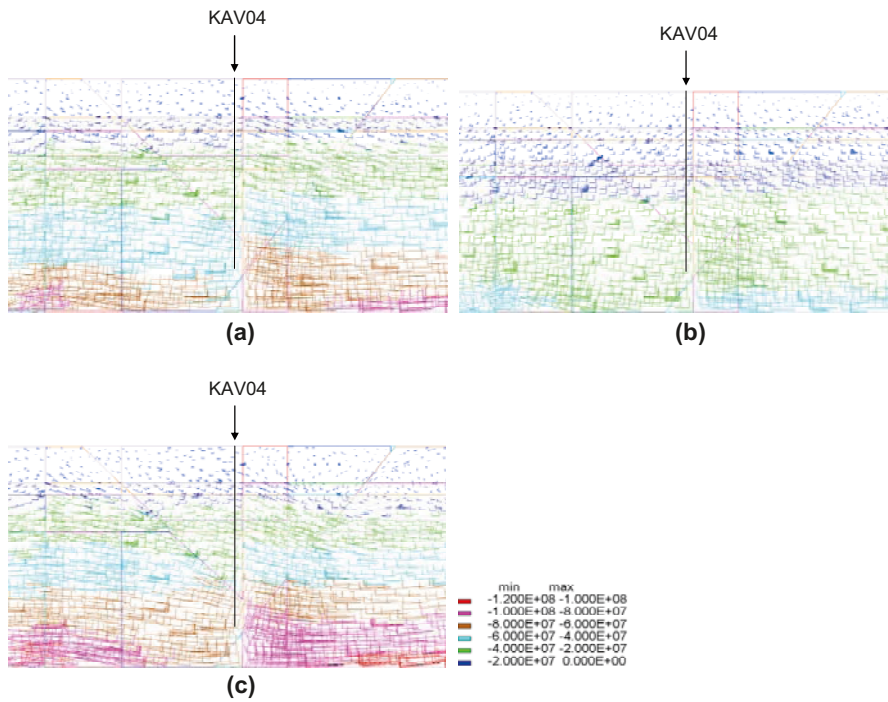 KAV04
KAV04
(a)
(b)
KAV04
(c)
min max
-1.200E+08 -1.000E+08
-1.000E+08 -8.000E+07
-8.000E+07 -6.000E+07
-6.000E+07 -4.000E+07
-4.000E+07 -2.000E+07
-2.000E+07 0.000E+00